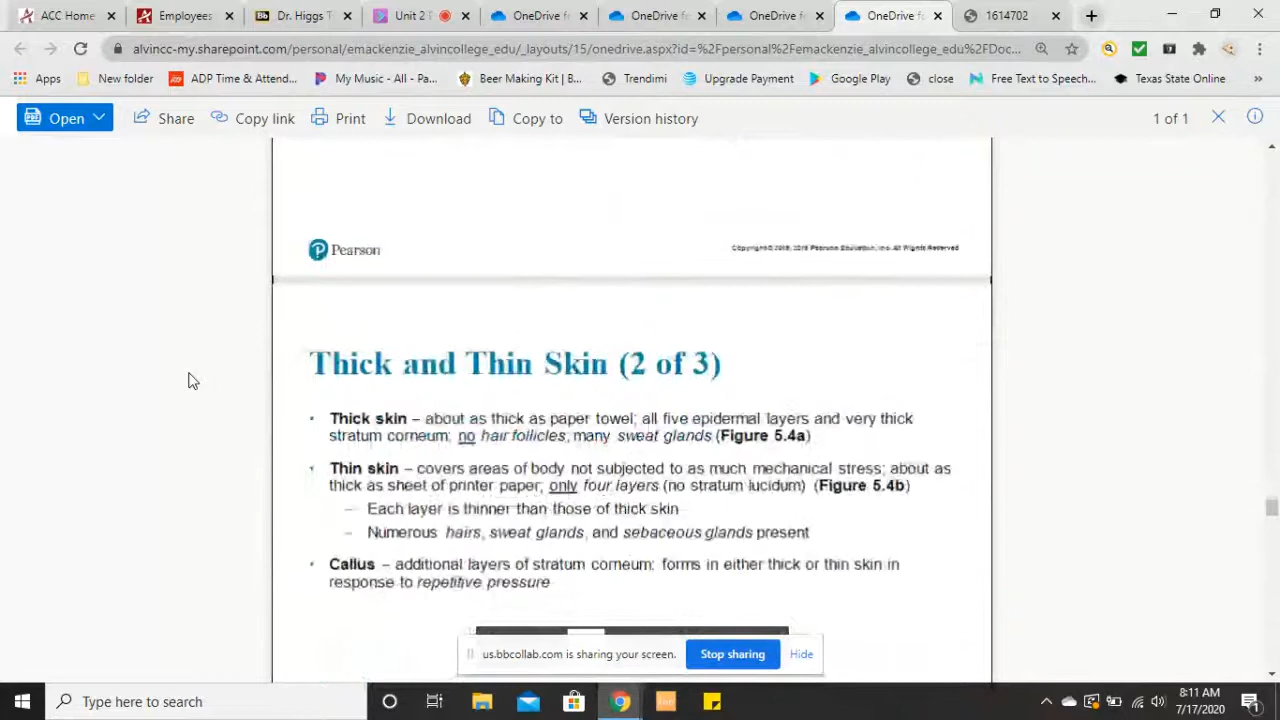 ACC Home
Employees
Dr. Higgs T
Unit 2 T
OneDrive f
OneDrive f
OneDrive f
OneDrive f
1614702
alvincc-my.sharepoint.com/personal/emackenzie_alvincollege_edu/_layouts/15/onedrive.aspx?id=%2Fpersonal%2Femackenzie_alvincollege_edu%2FDoc...
Apps
New folder
ADP Time & Attend...
My Music - All - Pa...
Beer Making Kit | B...
Trendimi
Upgrade Payment
Google Play
close
Free Text to Speech...
Texas State Online
»
Open
Share
Copy link
Print
Download
Copy to
Version history
1 of 1
Pearson
Pearson Education, Inc. All Rights Reserved
Thick and Thin Skin (2 of 3)
• Thick skin – about as thick as paper towel; all five epidermal layers and very thick
stratum corneum; no hair follicles, many sweat glands (Figure 5.4a)
• Thin skin – covers areas of body not subjected to as much mechanical stress; about as
thick as sheet of printer paper; only four layers (no stratum lucidum) (Figure 5.4b)
– Each layer is thinner than those of thick skin
– Numerous hairs, sweat glands, and sebaceous glands present
• Callus – additional layers of stratum corneum: forms in either thick or thin skin in
response to repetitive pressure
us.bbcollab.com is sharing your screen.
Stop sharing
Hide
Type here to search
8:11 AM
7/17/2020